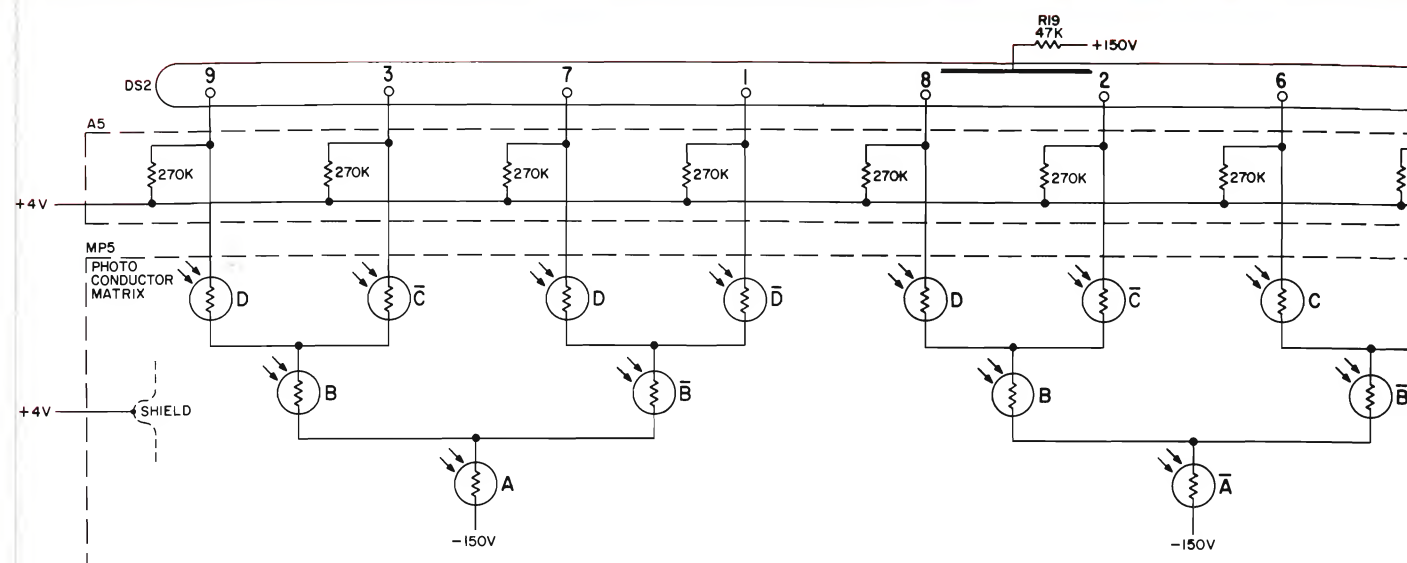 R19
47K
+150V
DS2
9 3 7 1 8 2 6
A5
270K 270K 270K 270K 270K 270K 270K
+4V
MP5
PHOTO
CONDUCTOR
MATRIX
D C̅ D D̅ D C̅ C
B B̅ B B̅
+4V
SHIELD
A A̅
-150V -150V